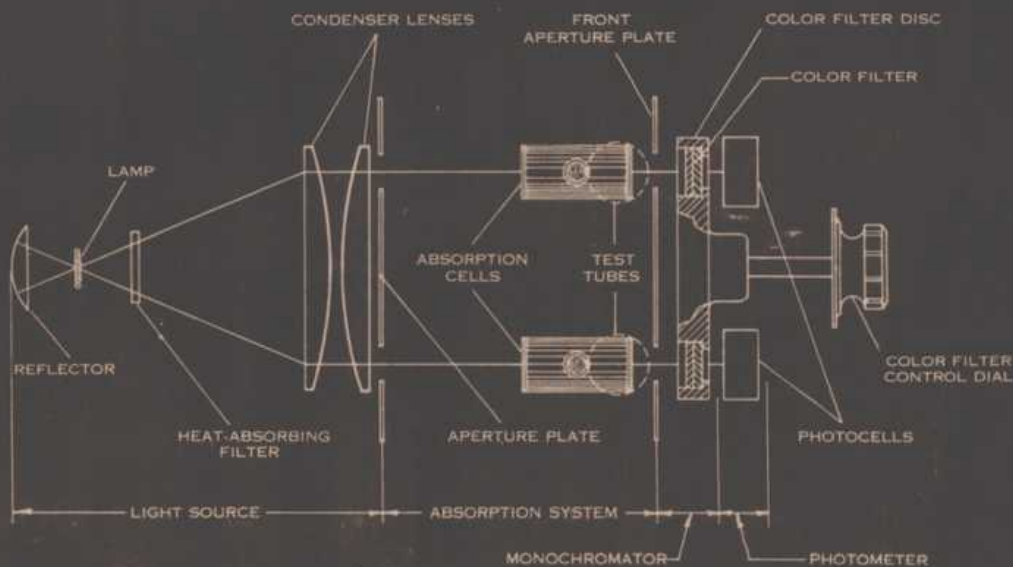 CONDENSER LENSES
FRONT
APERTURE PLATE
COLOR FILTER DISC
COLOR FILTER
LAMP
ABSORPTION
CELLS
TEST
TUBES
REFLECTOR
COLOR FILTER
CONTROL DIAL
HEAT-ABSORBING
FILTER
APERTURE PLATE
PHOTOCELLS
LIGHT SOURCE
ABSORPTION SYSTEM
MONOCHROMATOR
PHOTOMETER